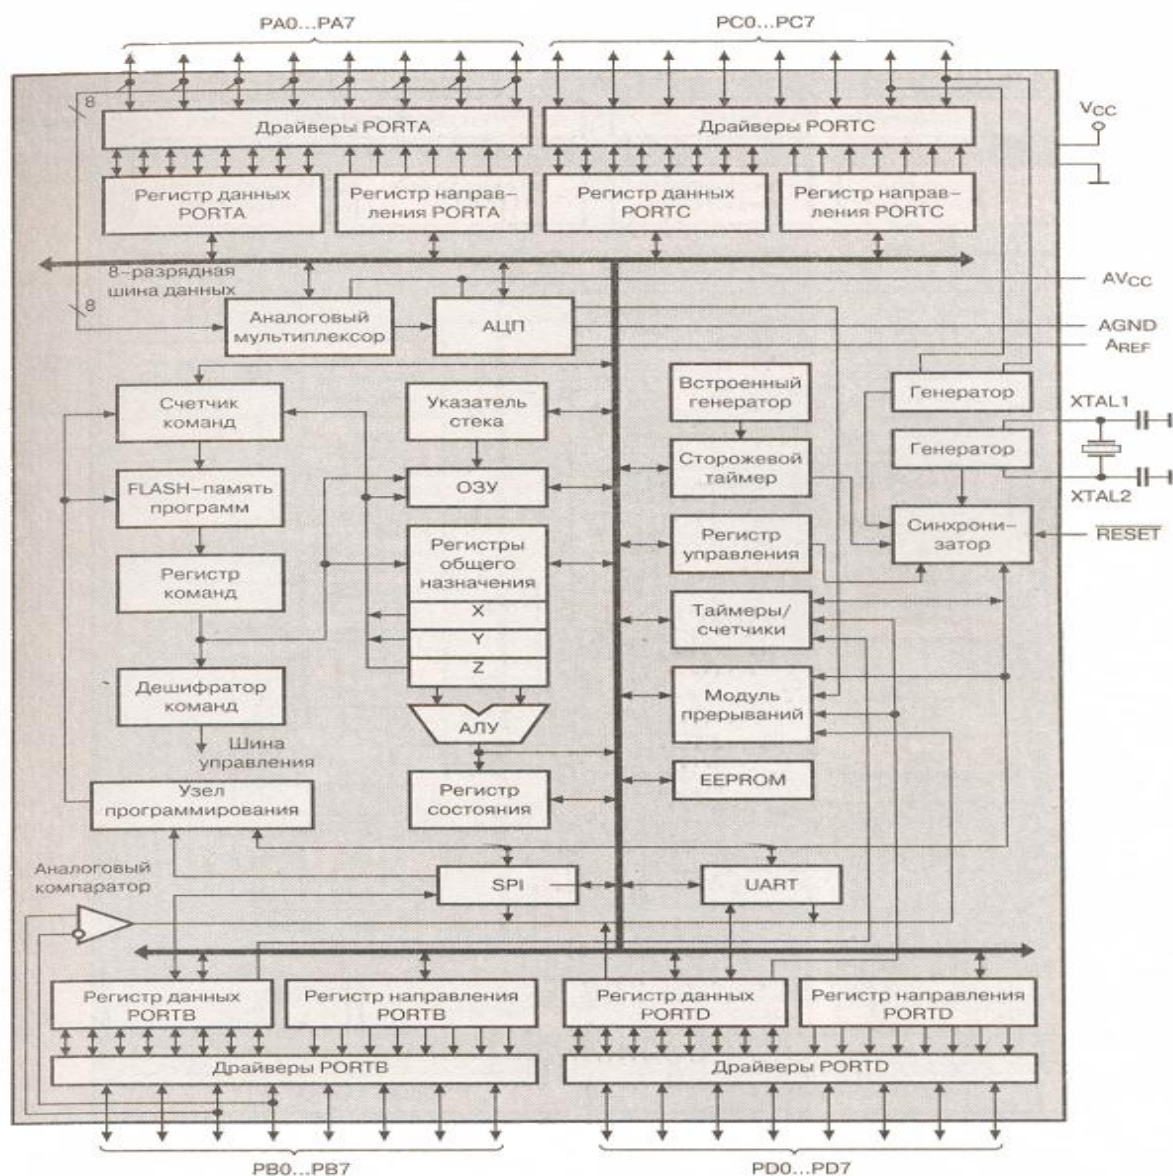 PA0...PA7
PC0...PC7
8
Драйверы PORTA
Драйверы PORTC
VCC
Регистр данных
PORTA
Регистр направ-
ления PORTA
Регистр данных
PORTC
Регистр направ-
ления PORTC
8-разрядная
шина данных
8
Аналоговый
мультиплексор
АЦП
AVCC
AGND
AREF
Счетчик
команд
Указатель
стека
Встроенный
генератор
Генератор
XTAL1
Генератор
XTAL2
FLASH-память
программ
ОЗУ
Сторожевой
таймер
Синхрони-
затор
RESET
Регистр
команд
Регистры
общего
назначения
X
Y
Z
Регистр
управления
Таймеры/
счетчики
Дешифратор
команд
АЛУ
Модуль
прерываний
Шина
управления
Узел
программирования
Регистр
состояния
EEPROM
Аналоговый
компаратор
SPI
UART
Регистр данных
PORTB
Регистр направления
PORTB
Регистр данных
PORTD
Регистр направления
PORTD
Драйверы PORTB
Драйверы PORTD
PB0...PB7
PD0...PD7